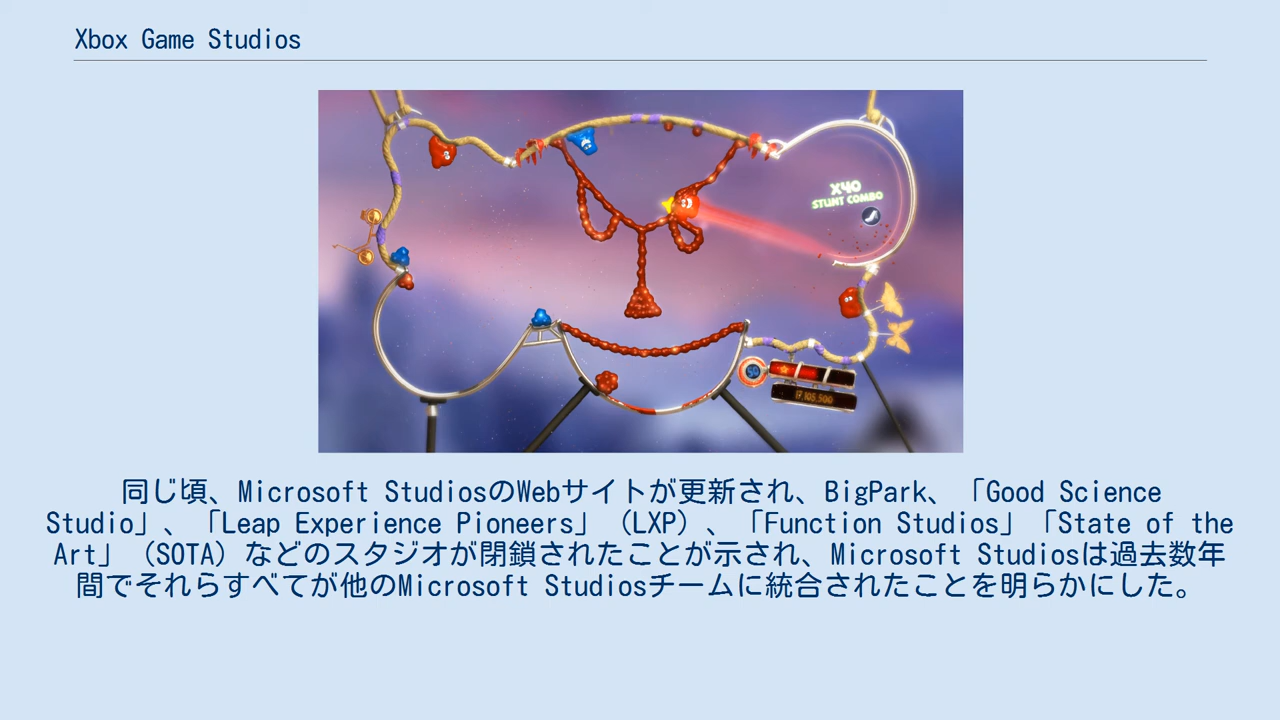 Xbox Game Studios
X40
STUNT COMBO
17,105,500
同じ頃、Microsoft StudiosのWebサイトが更新され、BigPark、「Good Science
Studio」、「Leap Experience Pioneers」（LXP）、「Function Studios」「State of the
Art」（SOTA）などのスタジオが閉鎖されたことが示され、Microsoft Studiosは過去数年
間でそれらすべてが他のMicrosoft Studiosチームに統合されたことを明らかにした。